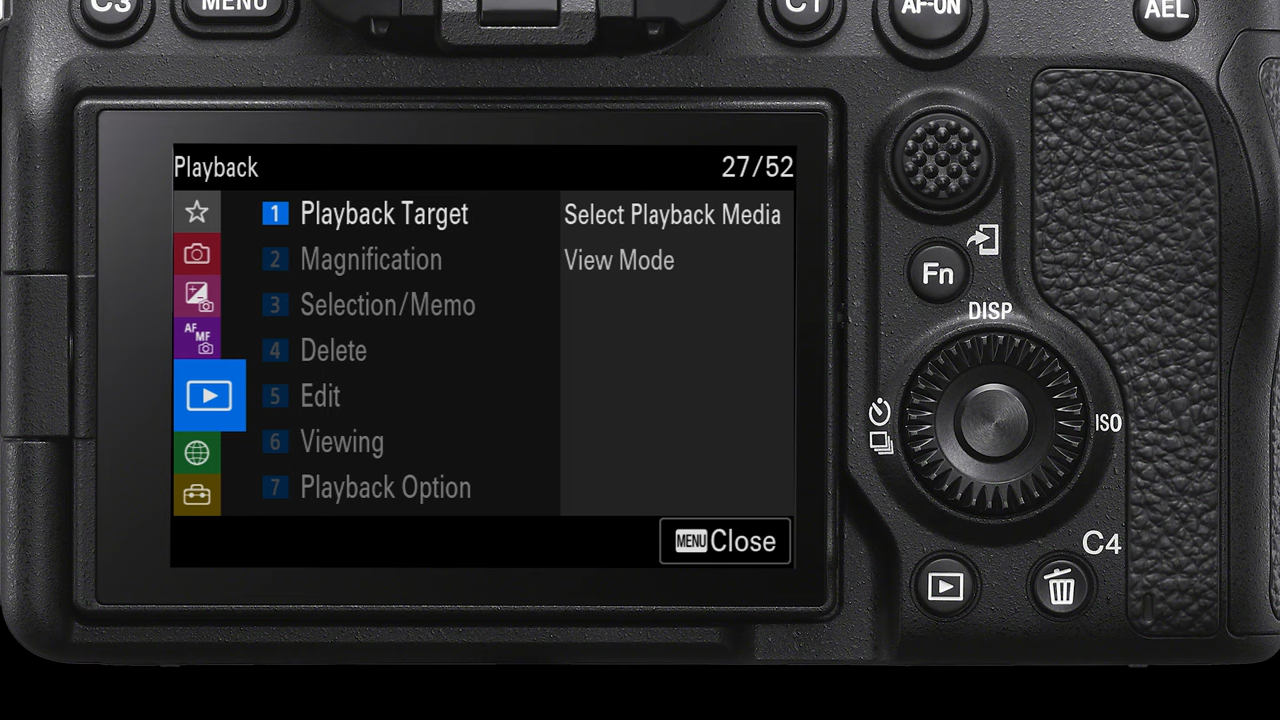 C3
MENU
C1
AF-ON
AEL
Playback 27/52
1 Playback Target
2 Magnification
3 Selection/Memo
4 Delete
5 Edit
6 Viewing
7 Playback Option
Select Playback Media
View Mode
AF
MF
MENU Close
Fn
DISP
ISO
C4